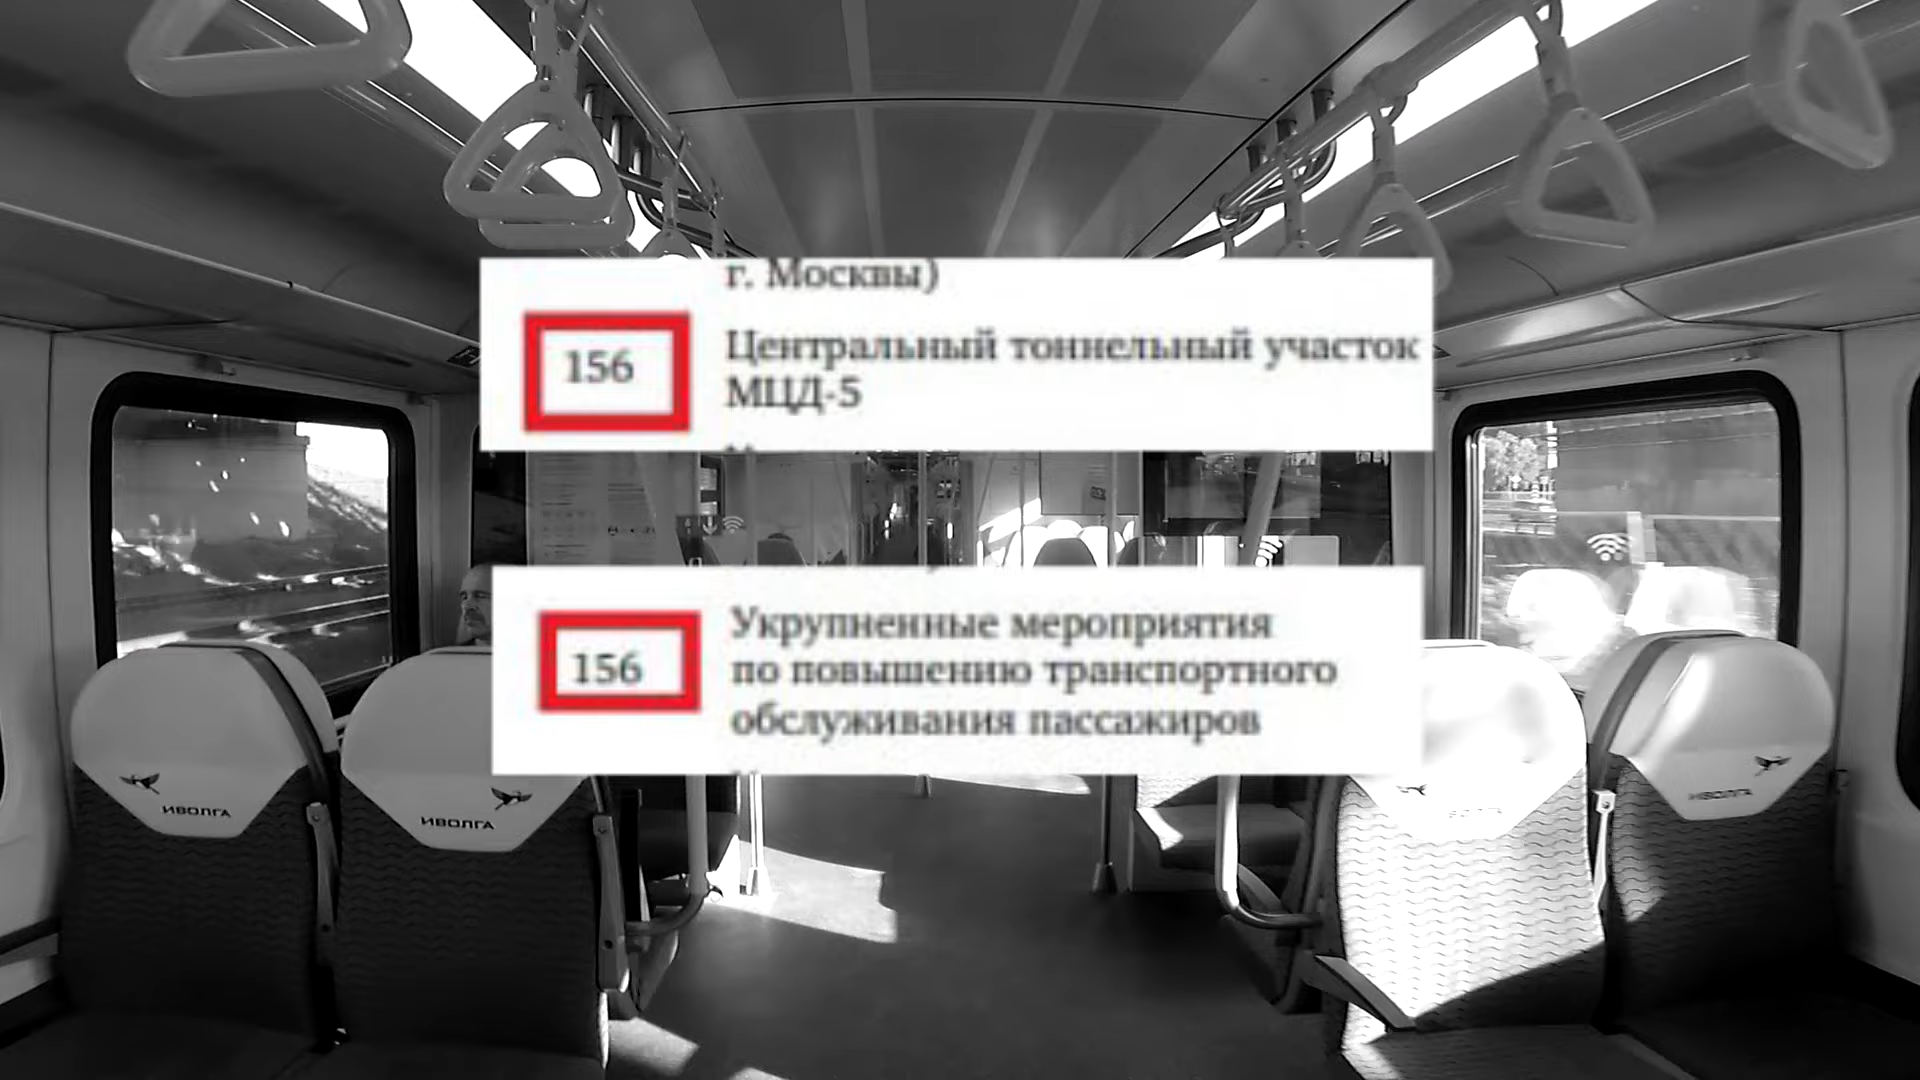 г. Москвы)
156
Центральный тоннельный участок
МЦД-5
156
Укрупненные мероприятия
по повышению транспортного
обслуживания пассажиров
ИВОЛГА
ИВОЛГА
ИВОЛГА